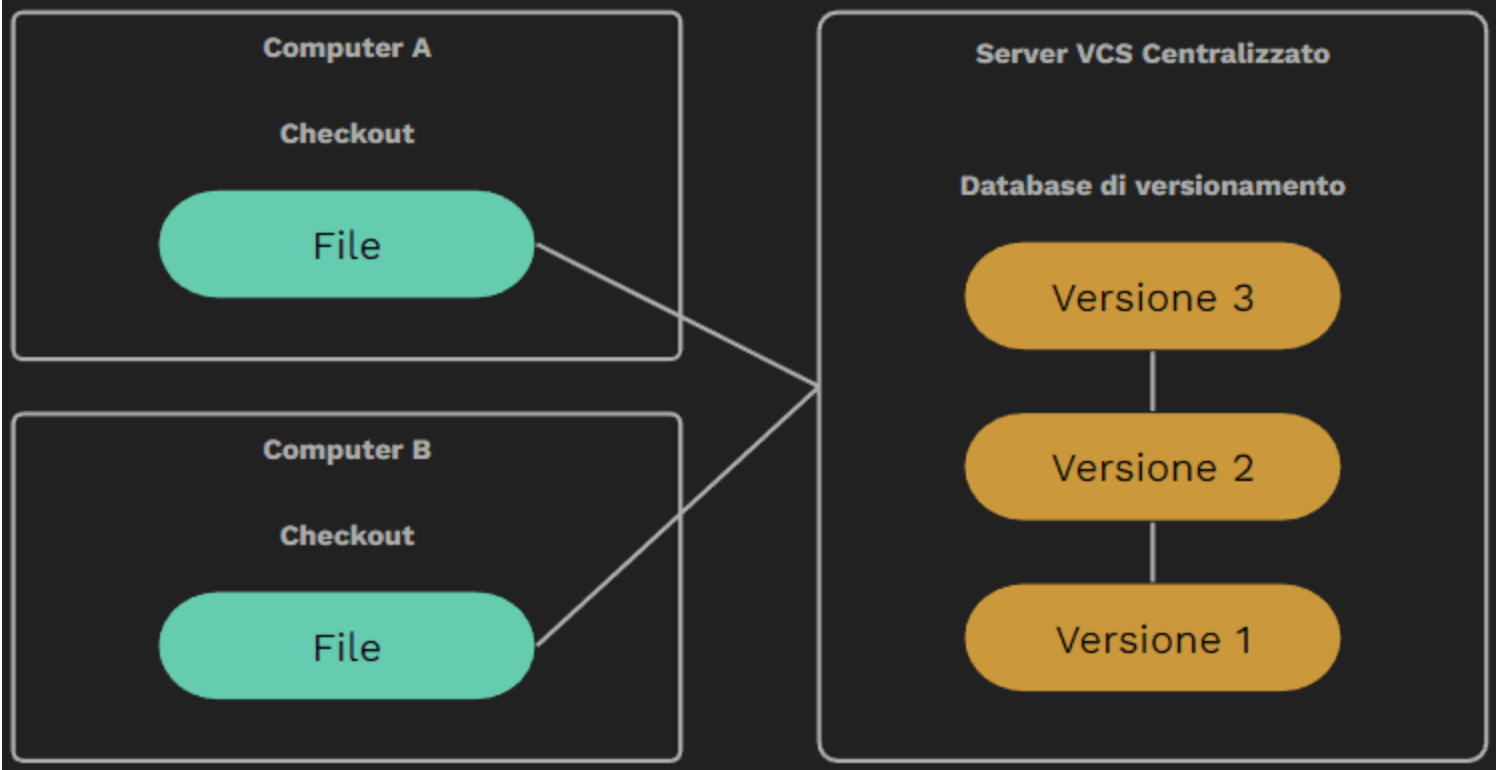 Computer A
Checkout
File
Computer B
Checkout
File
Server VCS Centralizzato
Database di versionamento
Versione 3
Versione 2
Versione 1